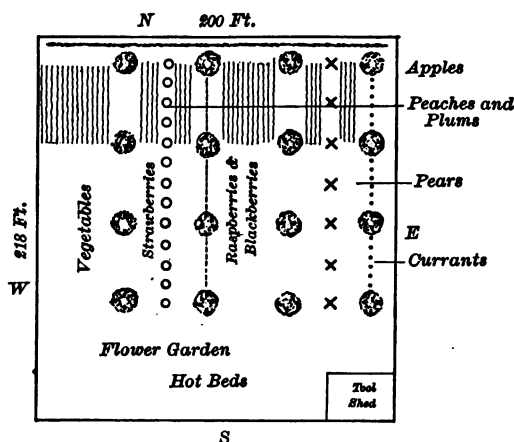 N 200 Ft.
Apples
Peaches and
Plums
Pears
E
Currants
218 Ft.
W
Vegetables
Strawberries
Raspberries &
Blackberries
Flower Garden
Hot Beds
Tool
Shed
S